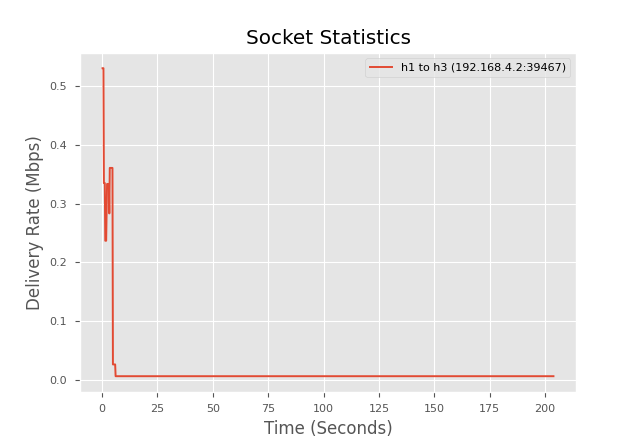 Socket Statistics
h1 to h3 (192.168.4.2:39467)
Delivery Rate (Mbps)
0.5
0.4
0.3
0.2
0.1
0.0
0 25 50 75 100 125 150 175 200
Time (Seconds)